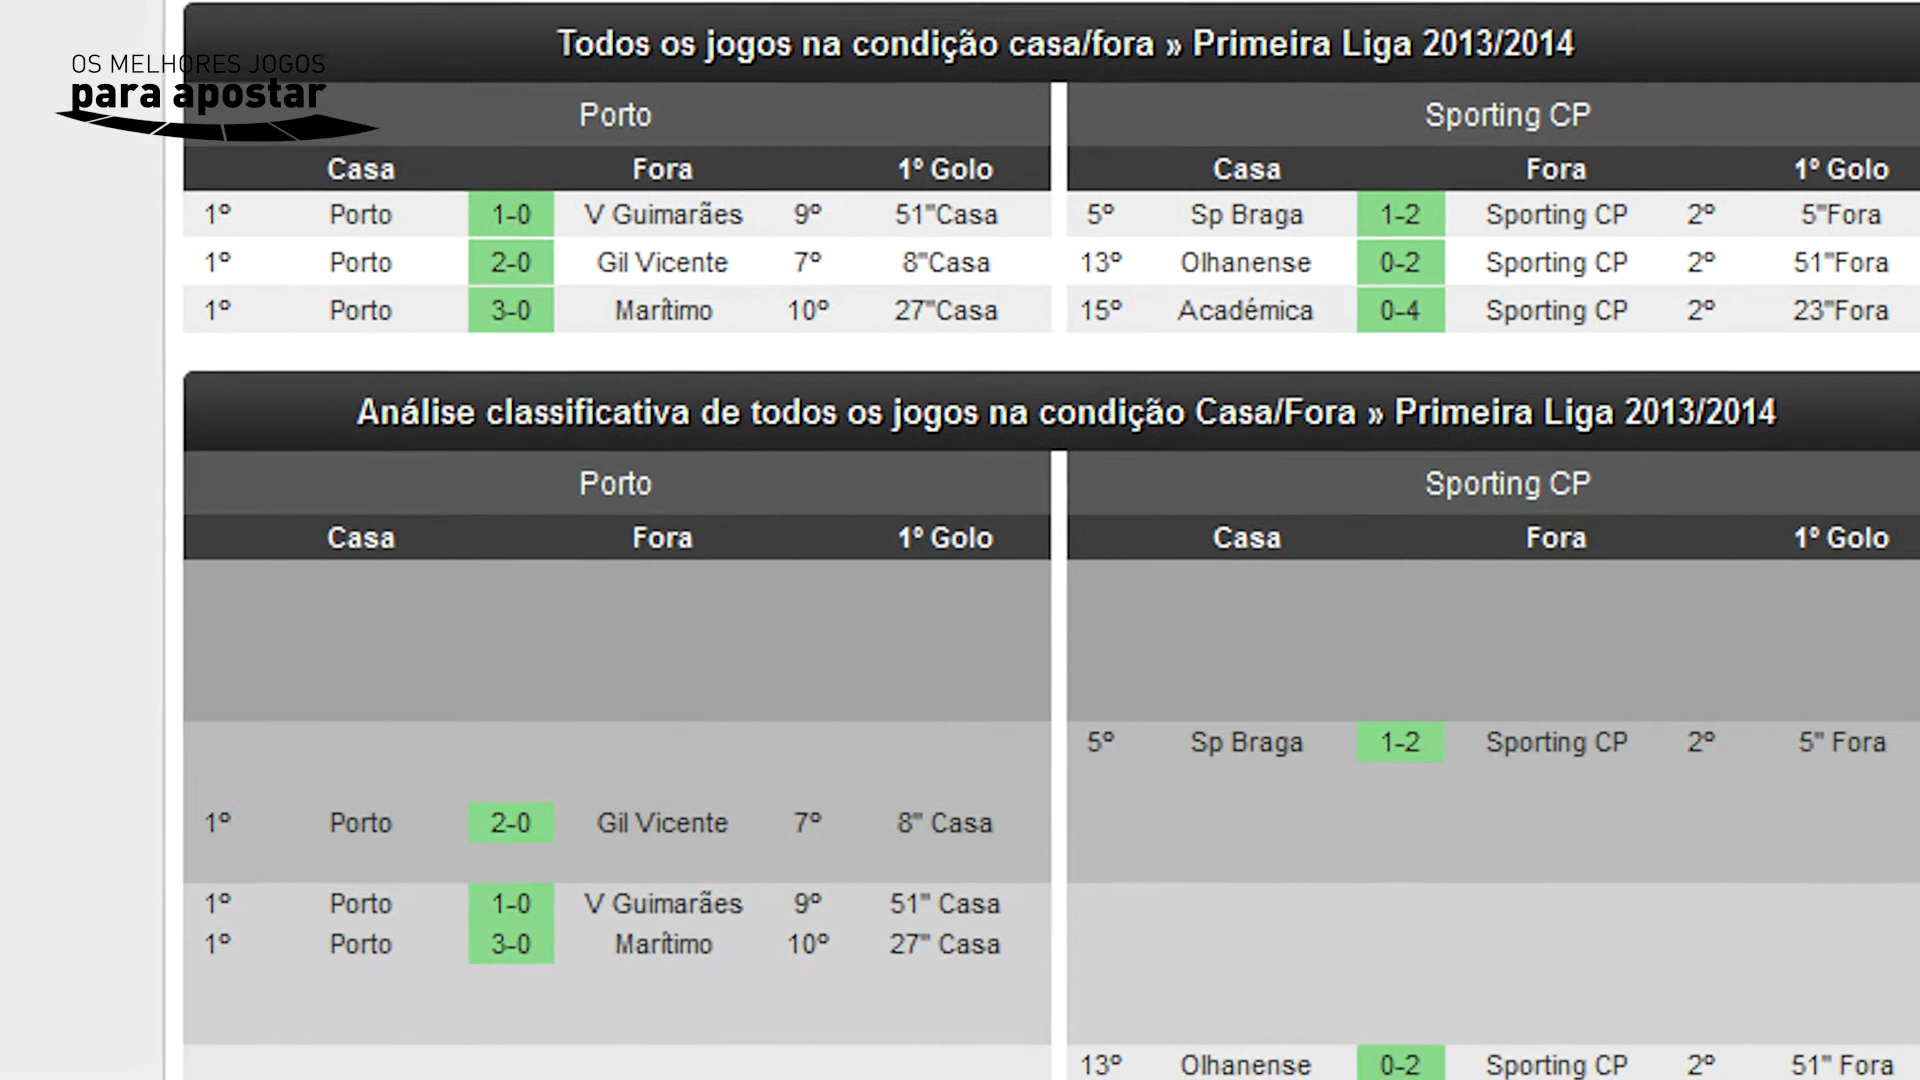 OS MELHORES JOGOS
para apostar
Todos os jogos na condição casa/fora » Primeira Liga 2013/2014
Porto
Casa Fora 1º Golo
1º Porto 1-0 V Guimarães 9º 51"Casa
1º Porto 2-0 Gil Vicente 7º 8"Casa
1º Porto 3-0 Marítimo 10º 27"Casa
Sporting CP
Casa Fora 1º Golo
5º Sp Braga 1-2 Sporting CP 2º 5"Fora
13º Olhanense 0-2 Sporting CP 2º 51"Fora
15º Académica 0-4 Sporting CP 2º 23"Fora
Análise classificativa de todos os jogos na condição Casa/Fora » Primeira Liga 2013/2014
Porto
Casa Fora 1º Golo
1º Porto 2-0 Gil Vicente 7º 8" Casa
1º Porto 1-0 V Guimarães 9º 51" Casa
1º Porto 3-0 Marítimo 10º 27" Casa
Sporting CP
Casa Fora 1º Golo
5º Sp Braga 1-2 Sporting CP 2º 5" Fora
13º Olhanense 0-2 Sporting CP 2º 51" Fora